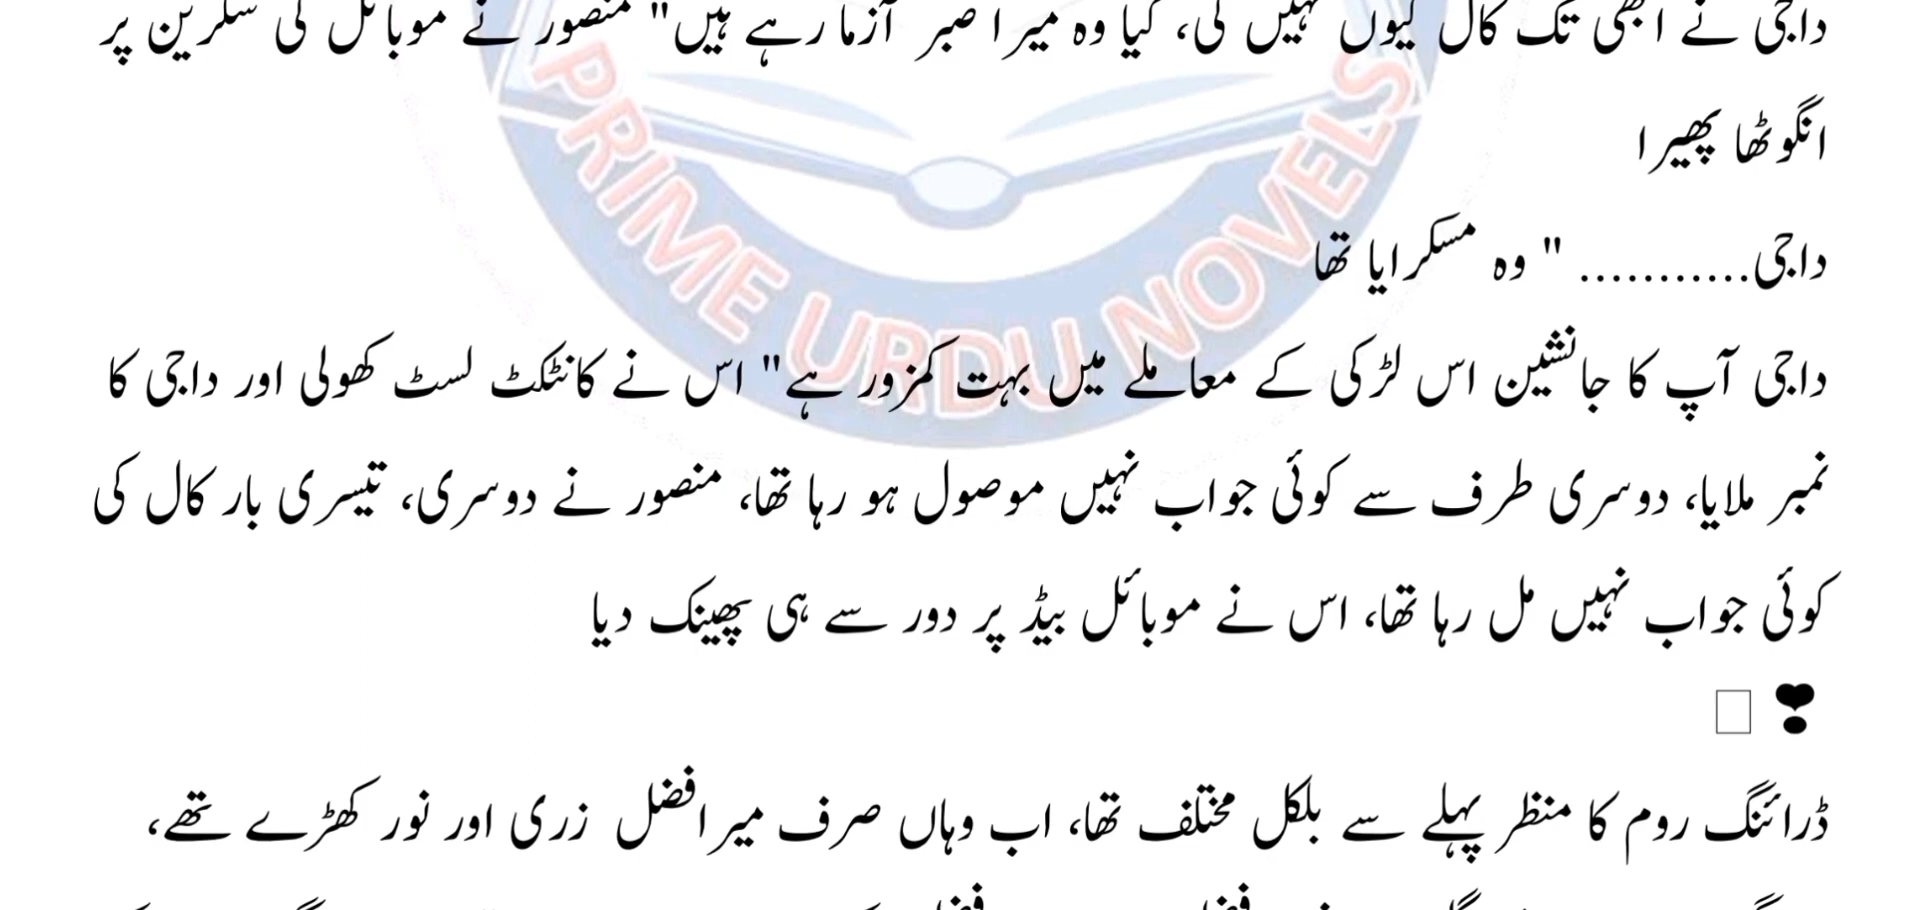 داجی نے ابھی تک کال کیوں نہیں کی، کیا وہ میرا صبر آزما رہے ہیں" منصور نے موبائل کی سکرین پر
انگوٹھا پھیرا
داجی........... " وہ مسکرایا تھا
داجی آپ کا جانشین اس لڑکی کے معاملے میں بہت کمزور ہے" اس نے کانٹکٹ لسٹ کھولی اور داجی کا
نمبر ملایا، دوسری طرف سے کوئی جواب نہیں موصول ہو رہا تھا، منصور نے دوسری، تیسری بار کال کی
کوئی جواب نہیں مل رہا تھا، اس نے موبائل بیڈ پر دور سے ہی پھینک دیا
❣
ڈرائنگ روم کا منظر پہلے سے بلکل مختلف تھا، اب وہاں صرف میرافضل زری اور نور کھڑے تھے،
PRIME URDU NOVELS